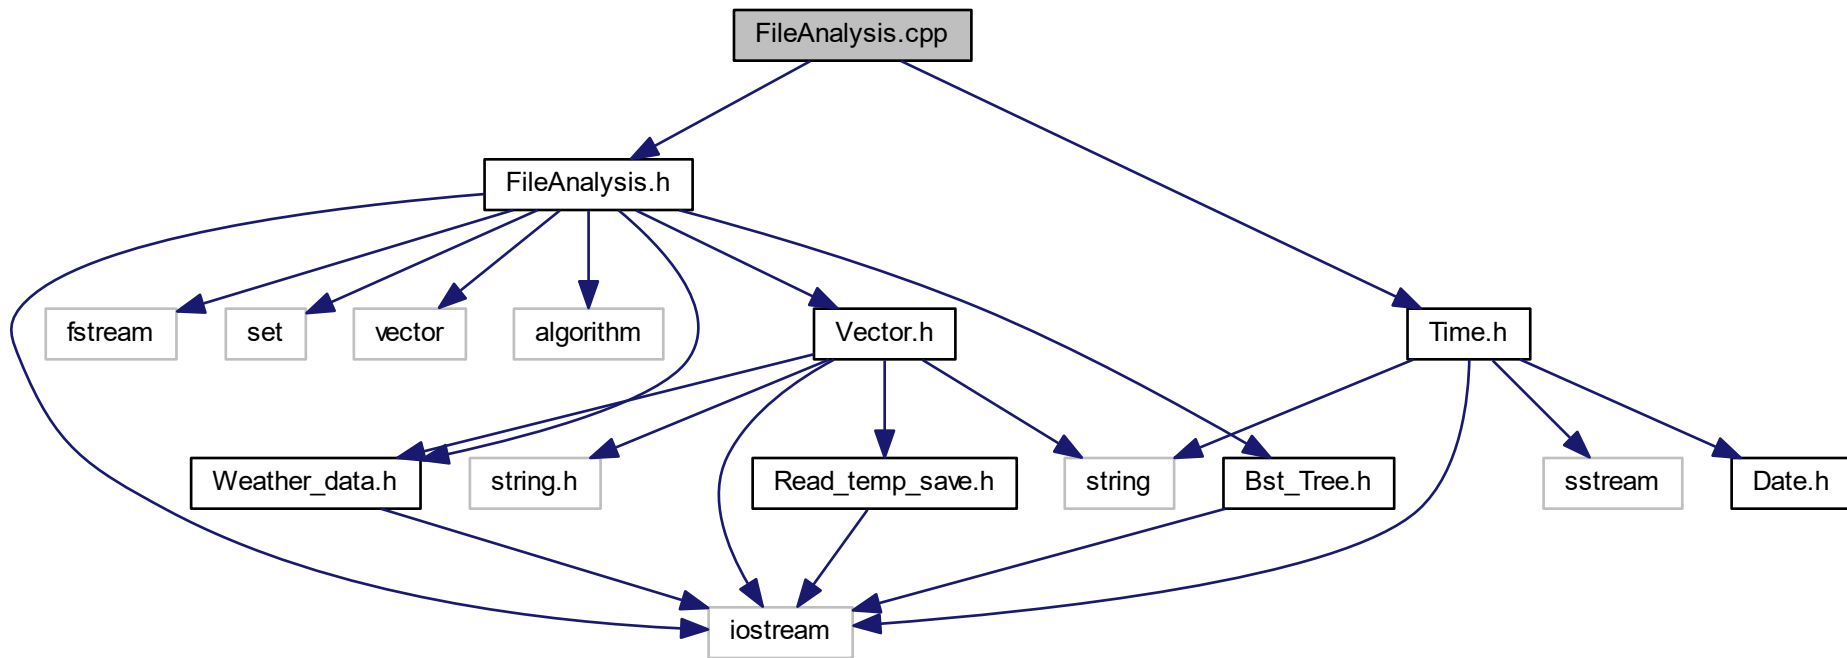 FileAnalysis.cpp
FileAnalysis.h
fstream
set
vector
algorithm
Vector.h
Time.h
Weather_data.h
string.h
Read_temp_save.h
string
Bst_Tree.h
sstream
Date.h
iostream